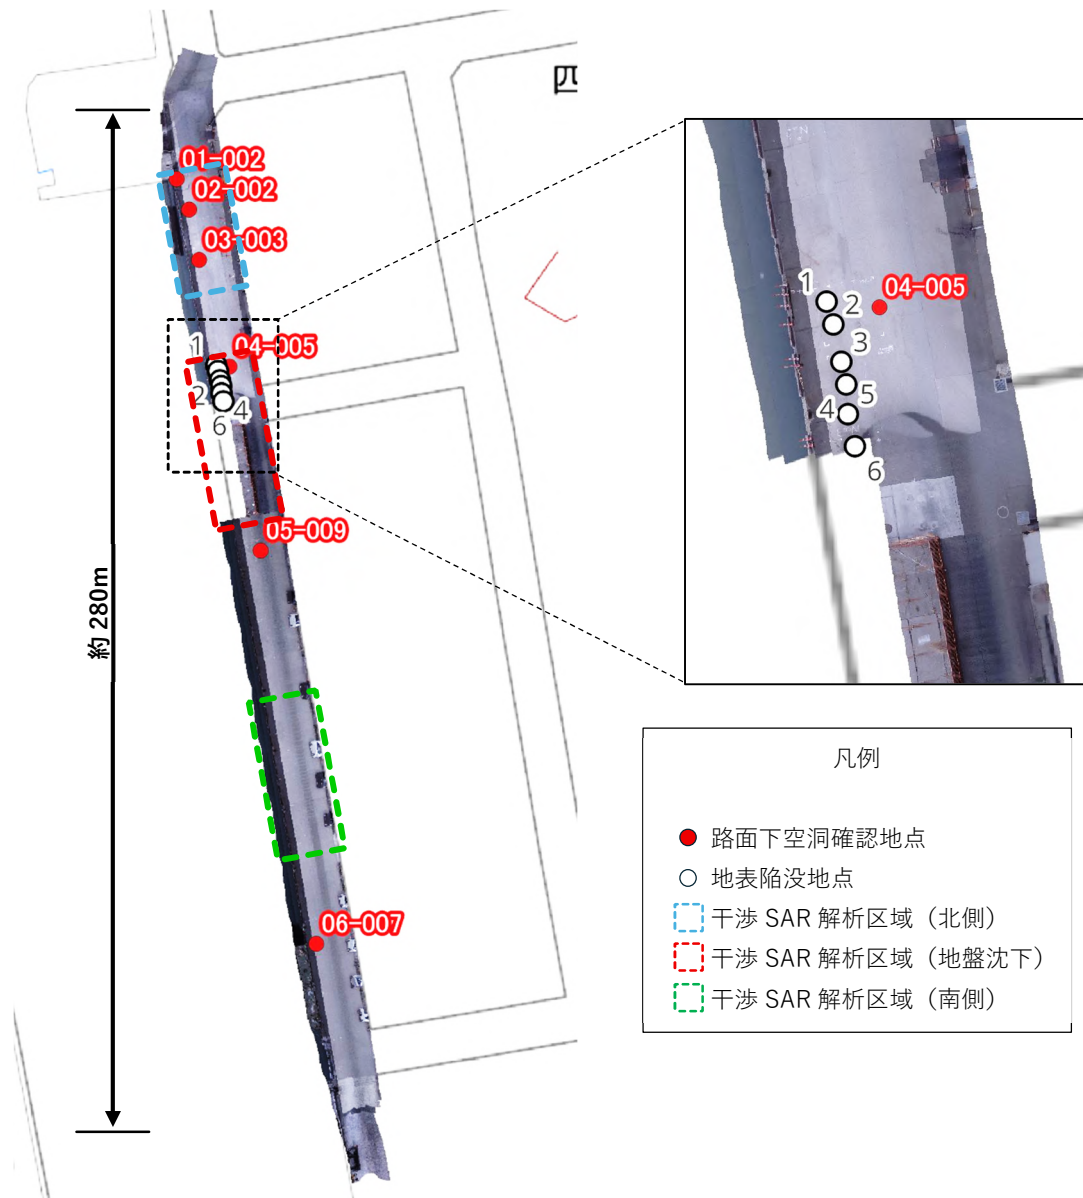 四
01-002
02-002
03-003
1
04-005
2
4
6
05-009
約 280m
06-007
1
2
04-005
3
5
4
6
凡例
路面下空洞確認地点
地表陥没地点
干渉 SAR 解析区域（北側）
干渉 SAR 解析区域（地盤沈下）
干渉 SAR 解析区域（南側）